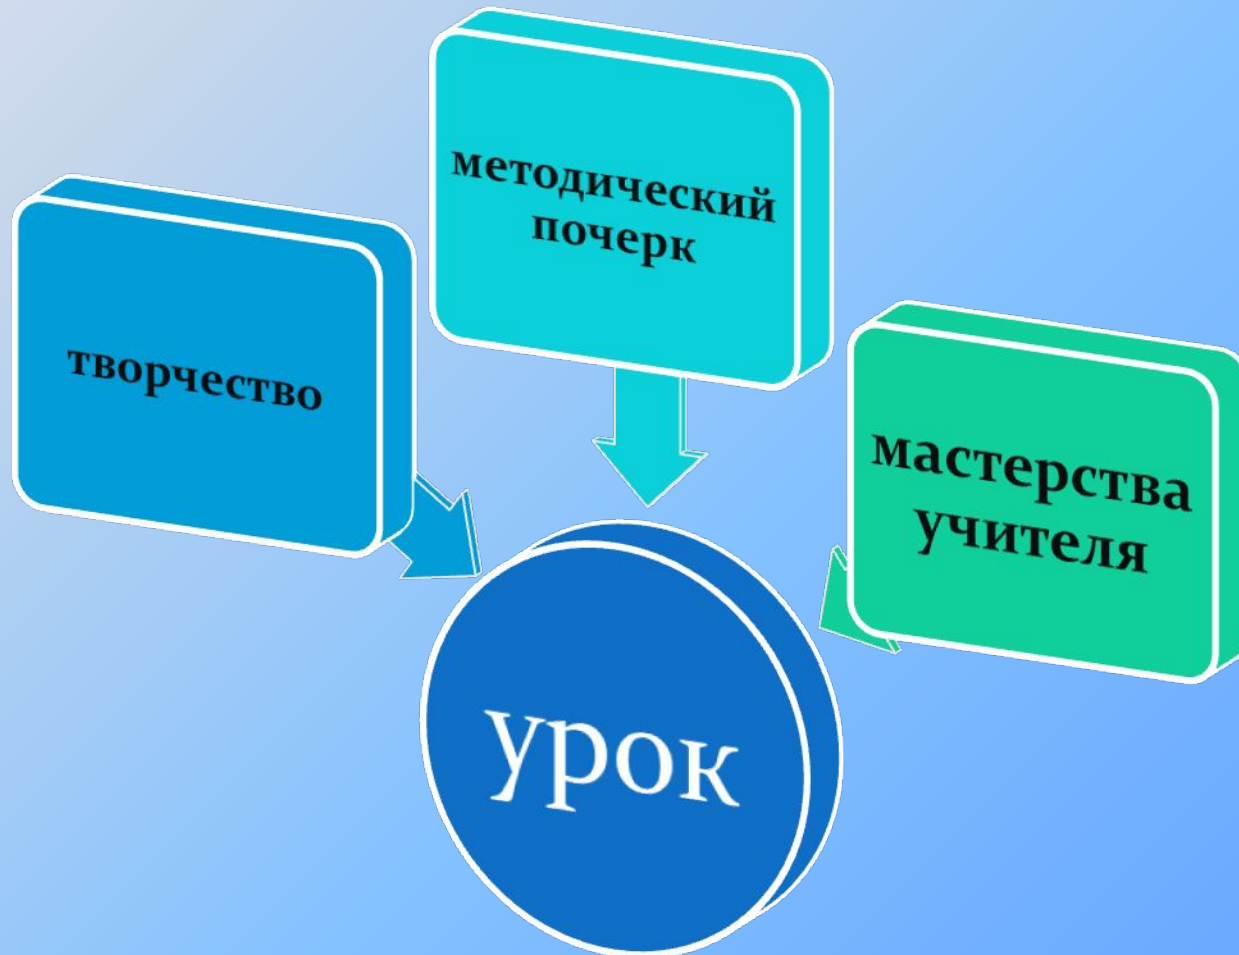 творчество
методический
почерк
мастерства
учителя
урок